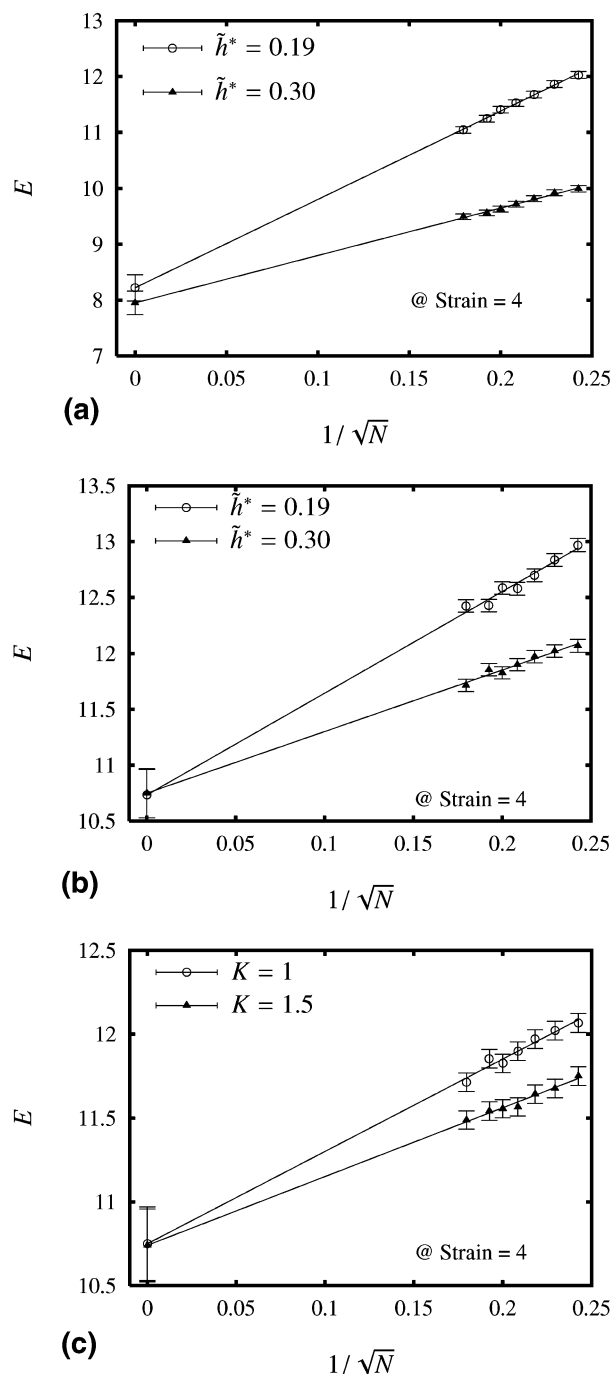 13
12
11
10
9
8
7
E
h̃* = 0.19
h̃* = 0.30
@ Strain = 4
0 0.05 0.1 0.15 0.2 0.25
(a)
1/√N
13.5
13
12.5
12
11.5
11
10.5
E
h̃* = 0.19
h̃* = 0.30
@ Strain = 4
0 0.05 0.1 0.15 0.2 0.25
(b)
1/√N
12.5
12
11.5
11
10.5
E
K = 1
K = 1.5
@ Strain = 4
0 0.05 0.1 0.15 0.2 0.25
(c)
1/√N